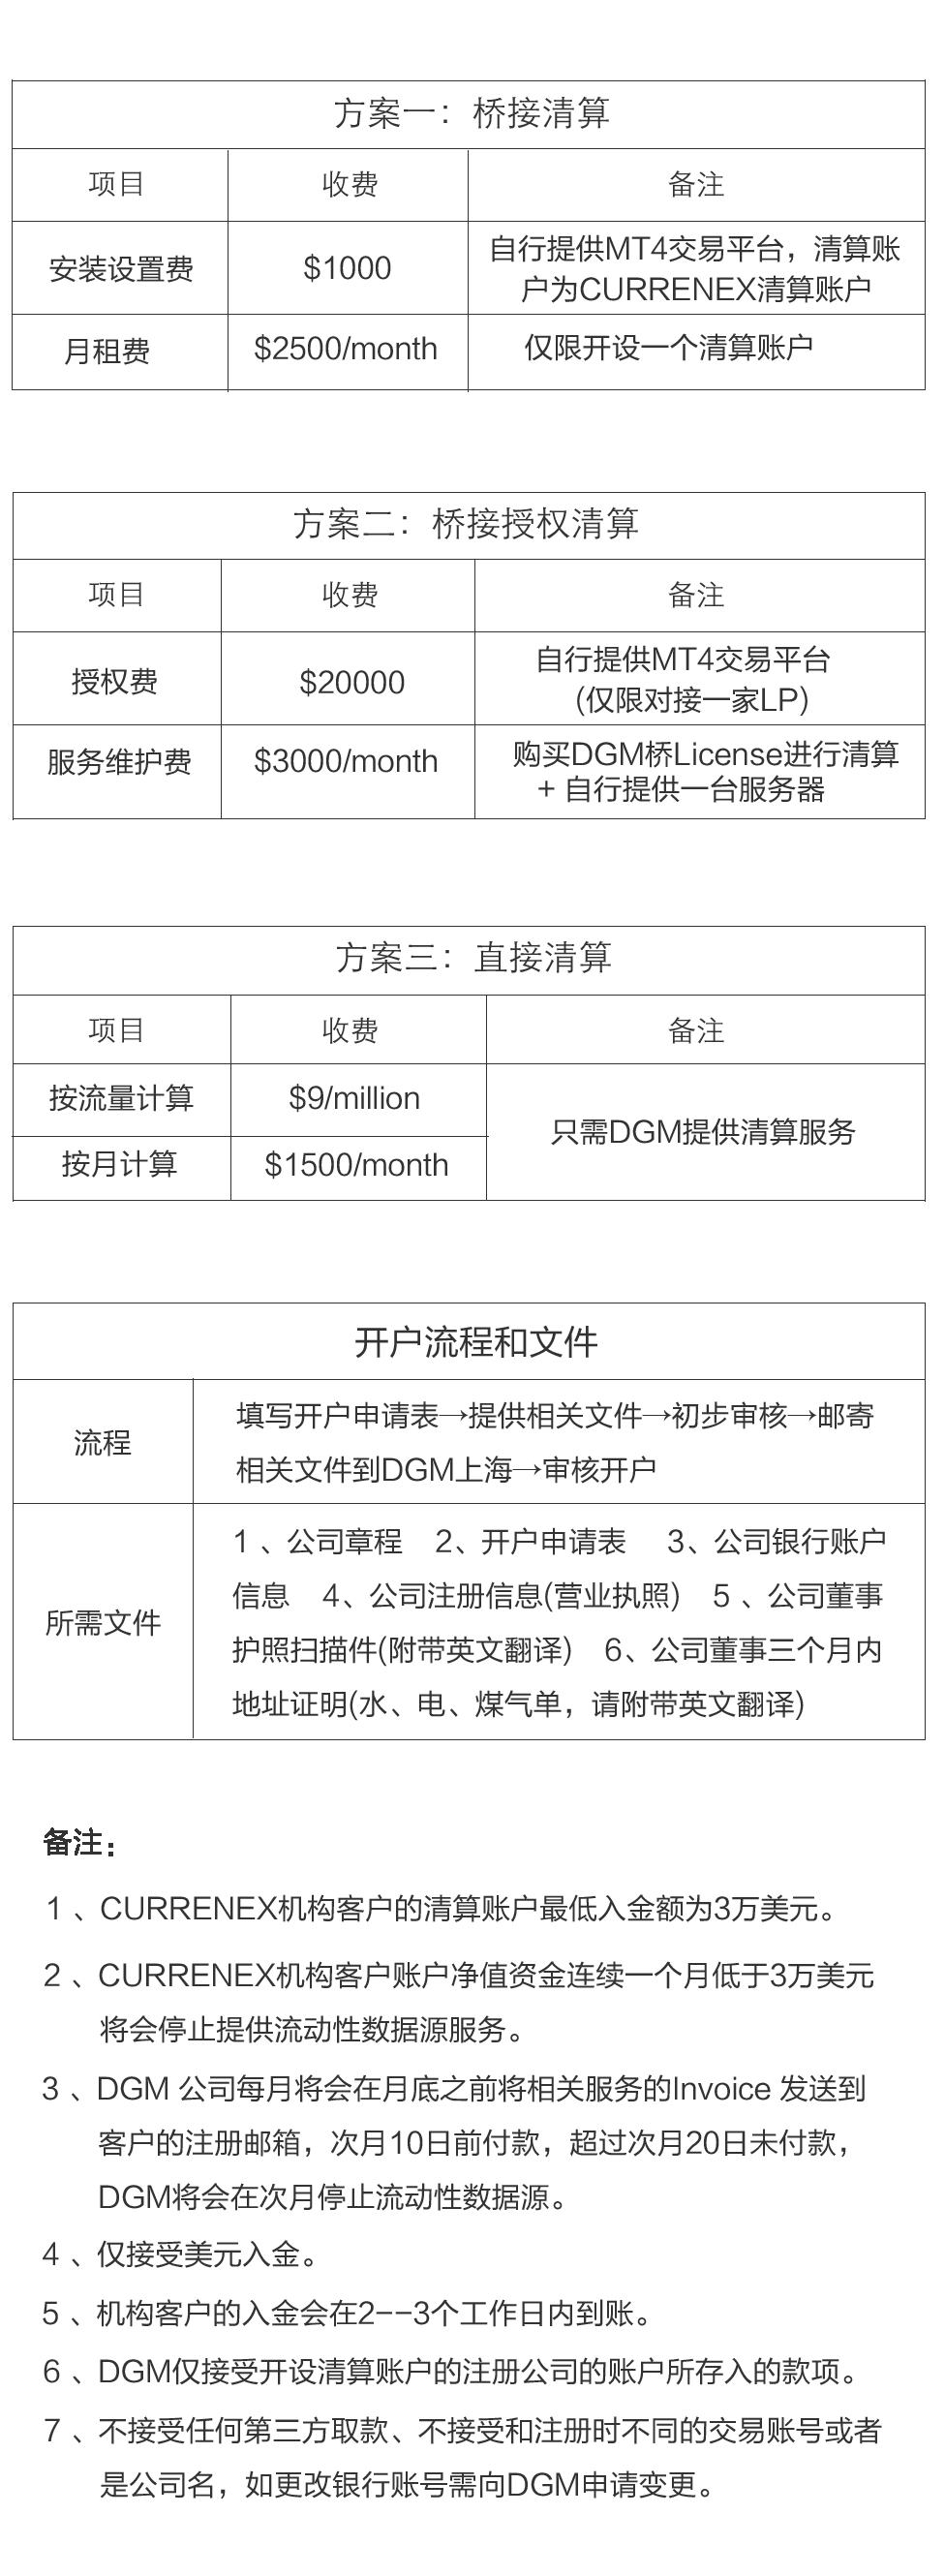 方案一：桥接清算
项目 收费 备注
安装设置费 $1000 自行提供MT4交易平台，清算账
户为CURRENEX清算账户
月租费 $2500/month 仅限开设一个清算账户
方案二：桥接授权清算
项目 收费 备注
授权费 $20000 自行提供MT4交易平台
（仅限对接一家LP）
服务维护费 $3000/month 购买DGM桥License进行清算
+ 自行提供一台服务器
方案三：直接清算
项目 收费 备注
按流量计算 $9/million
只需DGM提供清算服务
按月计算 $1500/month
开户流程和文件
流程
填写开户申请表→提供相关文件→初步审核→邮寄
相关文件到DGM上海→审核开户
所需文件
1 、公司章程 2、开户申请表 3、公司银行账户
信息 4、公司注册信息(营业执照) 5 、公司董事
护照扫描件(附带英文翻译) 6、公司董事三个月内
地址证明(水、电、煤气单，请附带英文翻译)
备注：
1 、CURRENEX机构客户的清算账户最低入金额为3万美元。
2 、CURRENEX机构客户账户净值资金连续一个月低于3万美元
将会停止提供流动性数据源服务。
3 、DGM 公司每月将会在月底之前将相关服务的Invoice 发送到
客户的注册邮箱，次月10日前付款，超过次月20日未付款，
DGM将会在次月停止流动性数据源。
4 、仅接受美元入金。
5 、机构客户的入金会在2--3个工作日内到账。
6 、DGM仅接受开设清算账户的注册公司的账户所存入的款项。
7 、不接受任何第三方取款、不接受和注册时不同的交易账号或者
是公司名，如更改银行账号需向DGM申请变更。